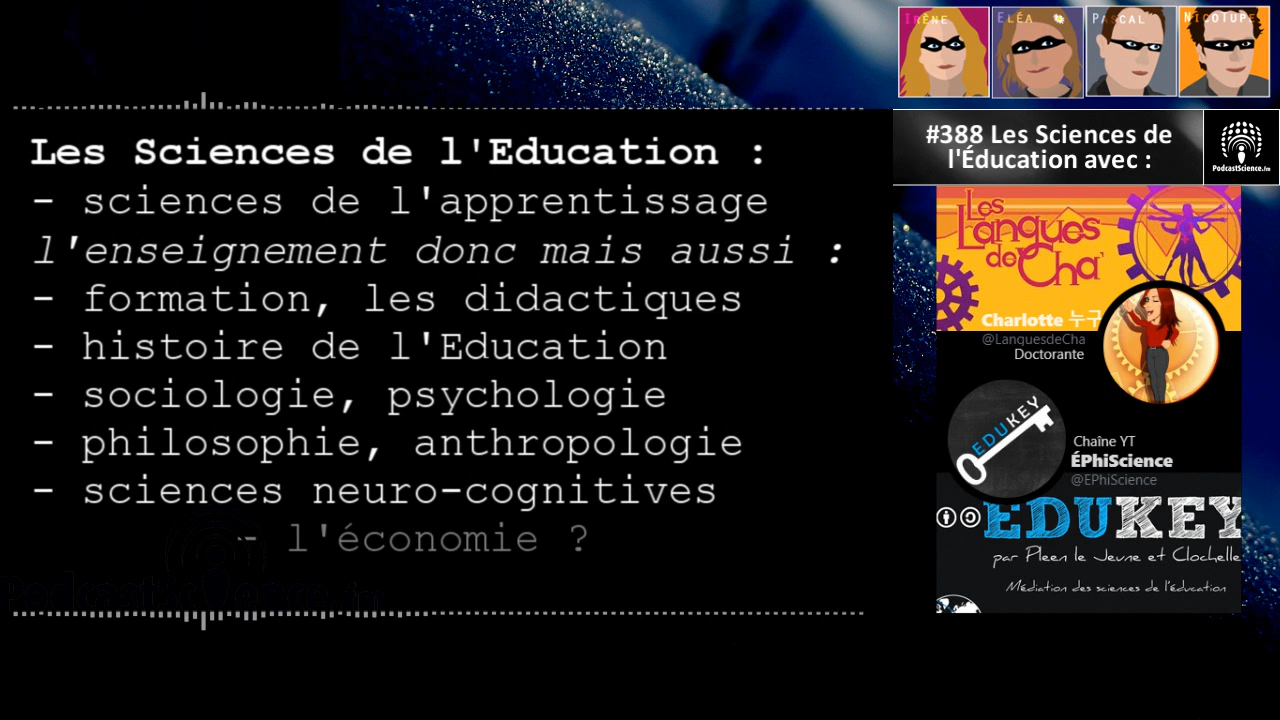 Les Sciences de l'Education :
- sciences de l'apprentissage
l'enseignement donc mais aussi :
- formation, les didactiques
- histoire de l'Education
- sociologie, psychologie
- philosophie, anthropologie
- sciences neuro-cognitives
- l'économie ?
IRÈNE
ELÉA
PASCAL
NICOTUPE
#388 Les Sciences de
l'Éducation avec :
PodcastScience.fm
Les
Langues
de Cha'
Charlotte 누구
@LanguesdeCha
Doctorante
EDUKEY
Chaîne YT
ÉPhiScience
@EPhiScience
EDUKEY
par Pleen le Jeune et Clochelle
Médiation des sciences de l'éducation